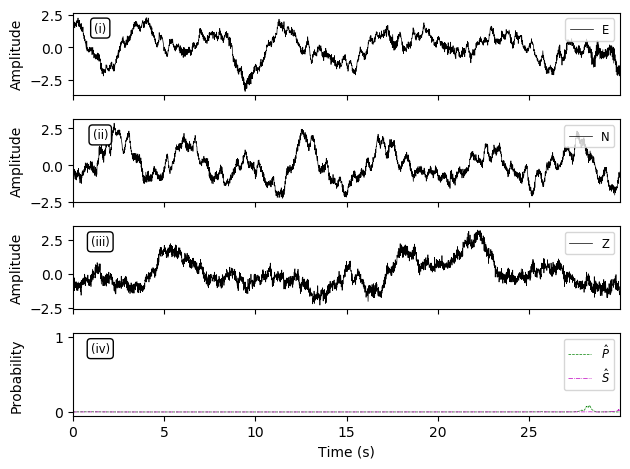 Amplitude
2.5
0.0
−2.5
(i)
E
Amplitude
2.5
0.0
−2.5
(ii)
N
Amplitude
2.5
0.0
−2.5
(iii)
Z
Probability
1
0
(iv)
P̂
Ŝ
0 5 10 15 20 25
Time (s)